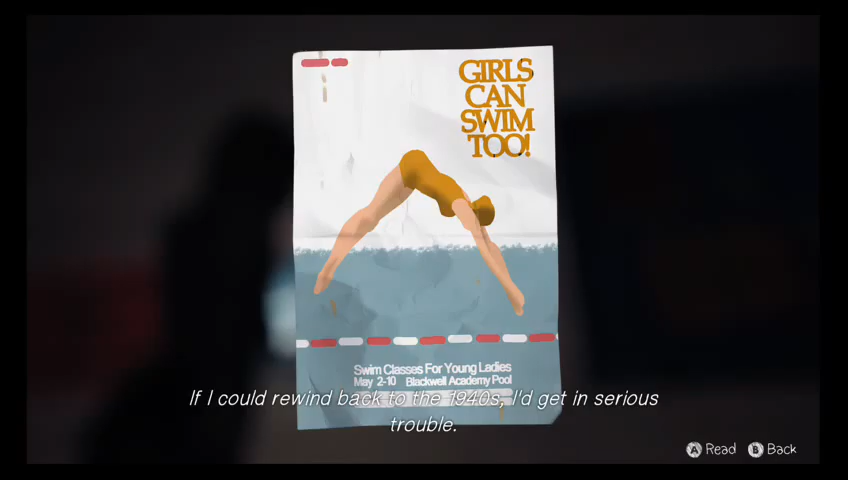 GIRLS
CAN
SWIM
TOO!
Swim Classes For Young Ladies
May 2-10 Blackwell Academy Pool
If I could rewind back to the 1940s, I'd get in serious
trouble.
A Read B Back